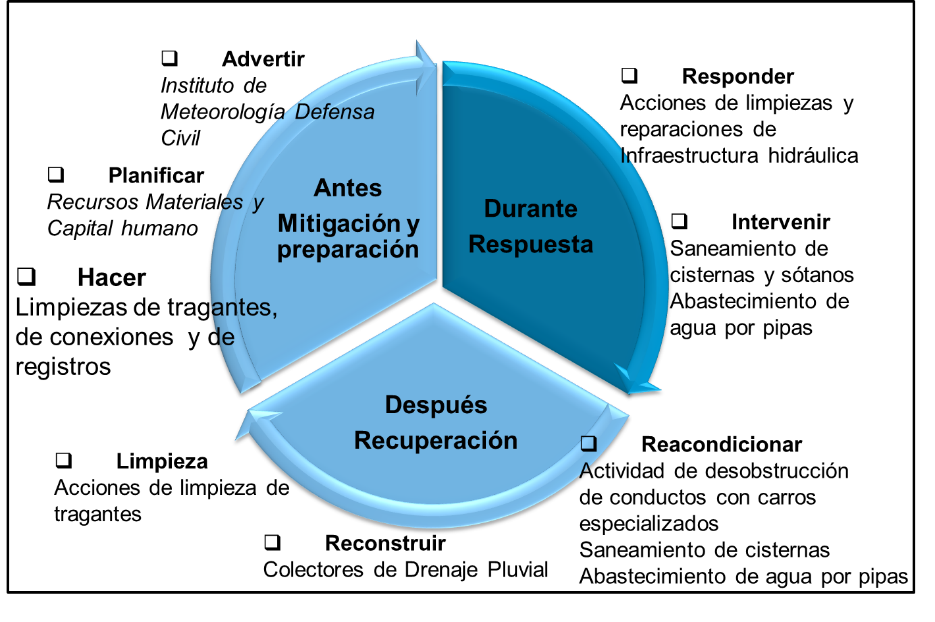 ❑ Advertir
Instituto de
Meteorología Defensa
Civil
❑ Planificar
Recursos Materiales y
Capital humano
❑ Hacer
Limpiezas de tragantes,
de conexiones y de
registros
Antes
Mitigación y
preparación
Durante
Respuesta
❑ Responder
Acciones de limpiezas y
reparaciones de
Infraestructura hidráulica
❑ Intervenir
Saneamiento de
cisternas y sótanos
Abastecimiento de
agua por pipas
Después
Recuperación
❑ Reacondicionar
Actividad de desobstrucción
de conductos con carros
especializados
Saneamiento de cisternas
Abastecimiento de agua por pipas
❑ Reconstruir
Colectores de Drenaje Pluvial
❑ Limpieza
Acciones de limpieza de
tragantes